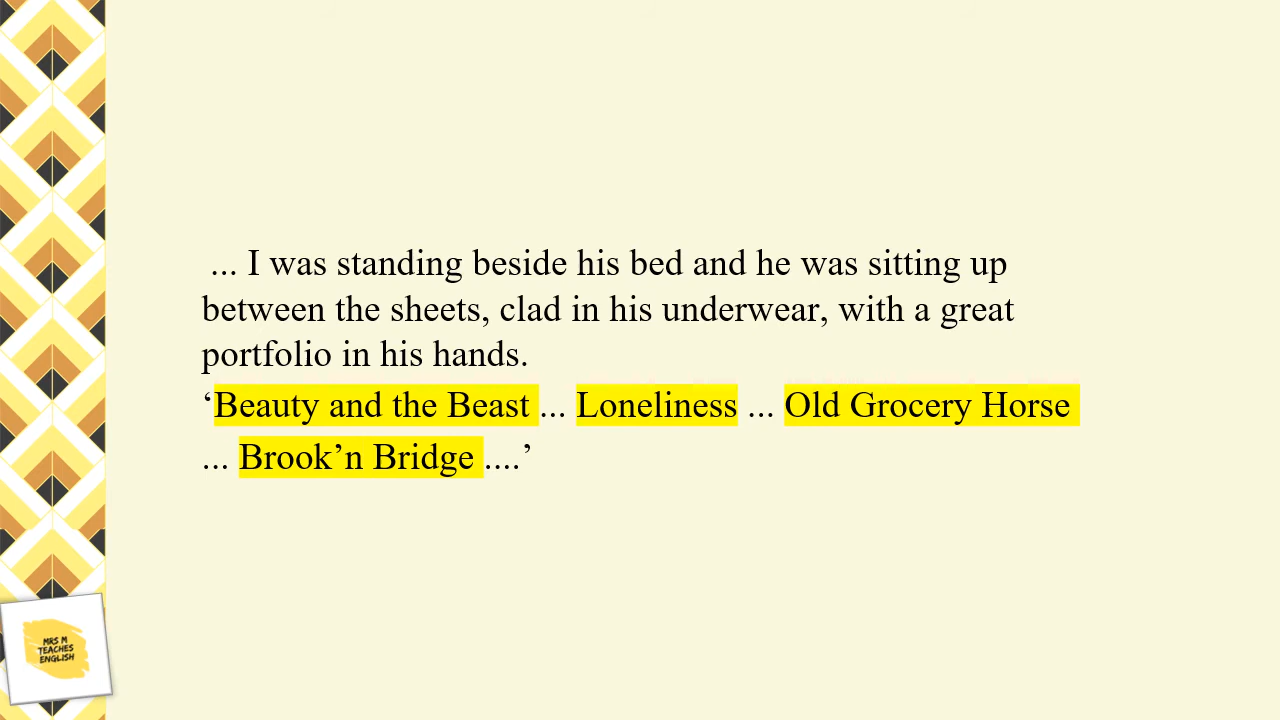 ... I was standing beside his bed and he was sitting up
between the sheets, clad in his underwear, with a great
portfolio in his hands.
‘Beauty and the Beast ... Loneliness ... Old Grocery Horse
... Brook’n Bridge ....’
MRS M
TEACHES
ENGLISH